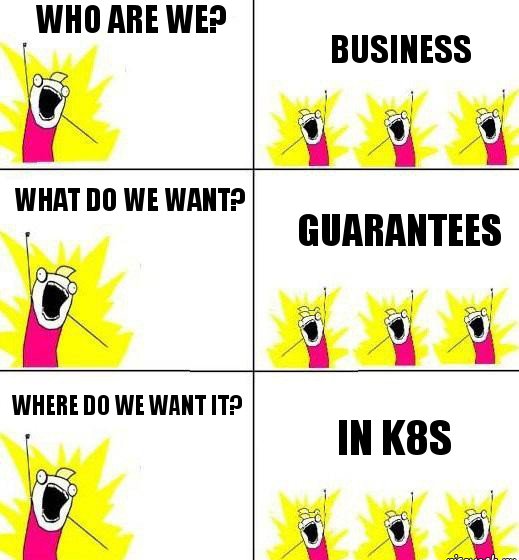 WHO ARE WE?
BUSINESS
WHAT DO WE WANT?
GUARANTEES
WHERE DO WE WANT IT?
IN K8S